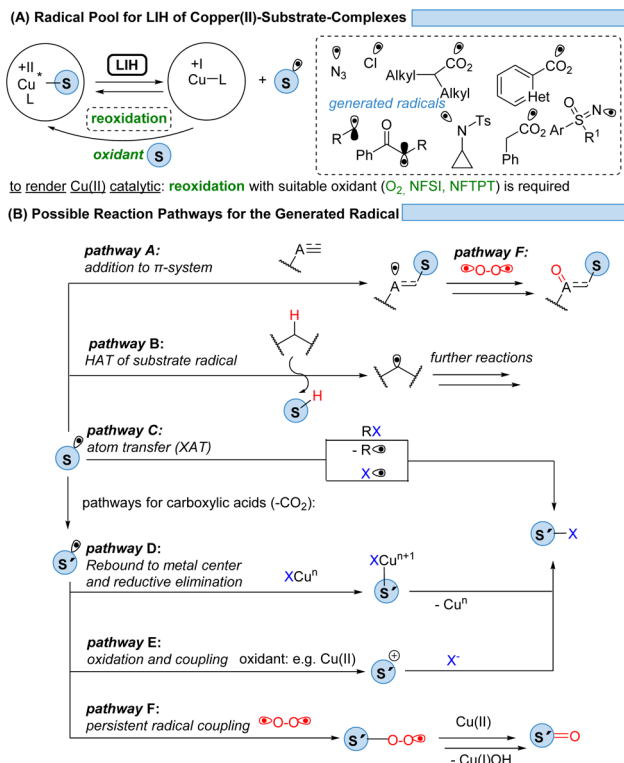 (A) Radical Pool for LIH of Copper(II)-Substrate-Complexes
+II
Cu*—S
L
LIH
reoxidation
oxidant S
+I
Cu—L
+ S
N3
Cl
Alkyl CO2
Alkyl
CO2
Het
generated radicals
R
Ph O R
N Ts
CO2
Ph
O
Ar S N
R1
to render Cu(II) catalytic: reoxidation with suitable oxidant (O2, NFSI, NFTPT) is required
(B) Possible Reaction Pathways for the Generated Radical
pathway A:
addition to π-system
A
A S
pathway F:
O-O
O
A S
pathway B:
HAT of substrate radical
H
S H
further reactions
S
pathway C:
atom transfer (XAT)
RX
- R
X
pathways for carboxylic acids (-CO2):
S′—X
S′
pathway D:
Rebound to metal center
and reductive elimination
XCun
XCun+1
S′
- Cun
pathway E:
oxidation and coupling
oxidant: e.g. Cu(II)
S′ +
X-
pathway F:
persistent radical coupling
O-O
S′—O-O
Cu(II)
- Cu(I)OH
S′=O